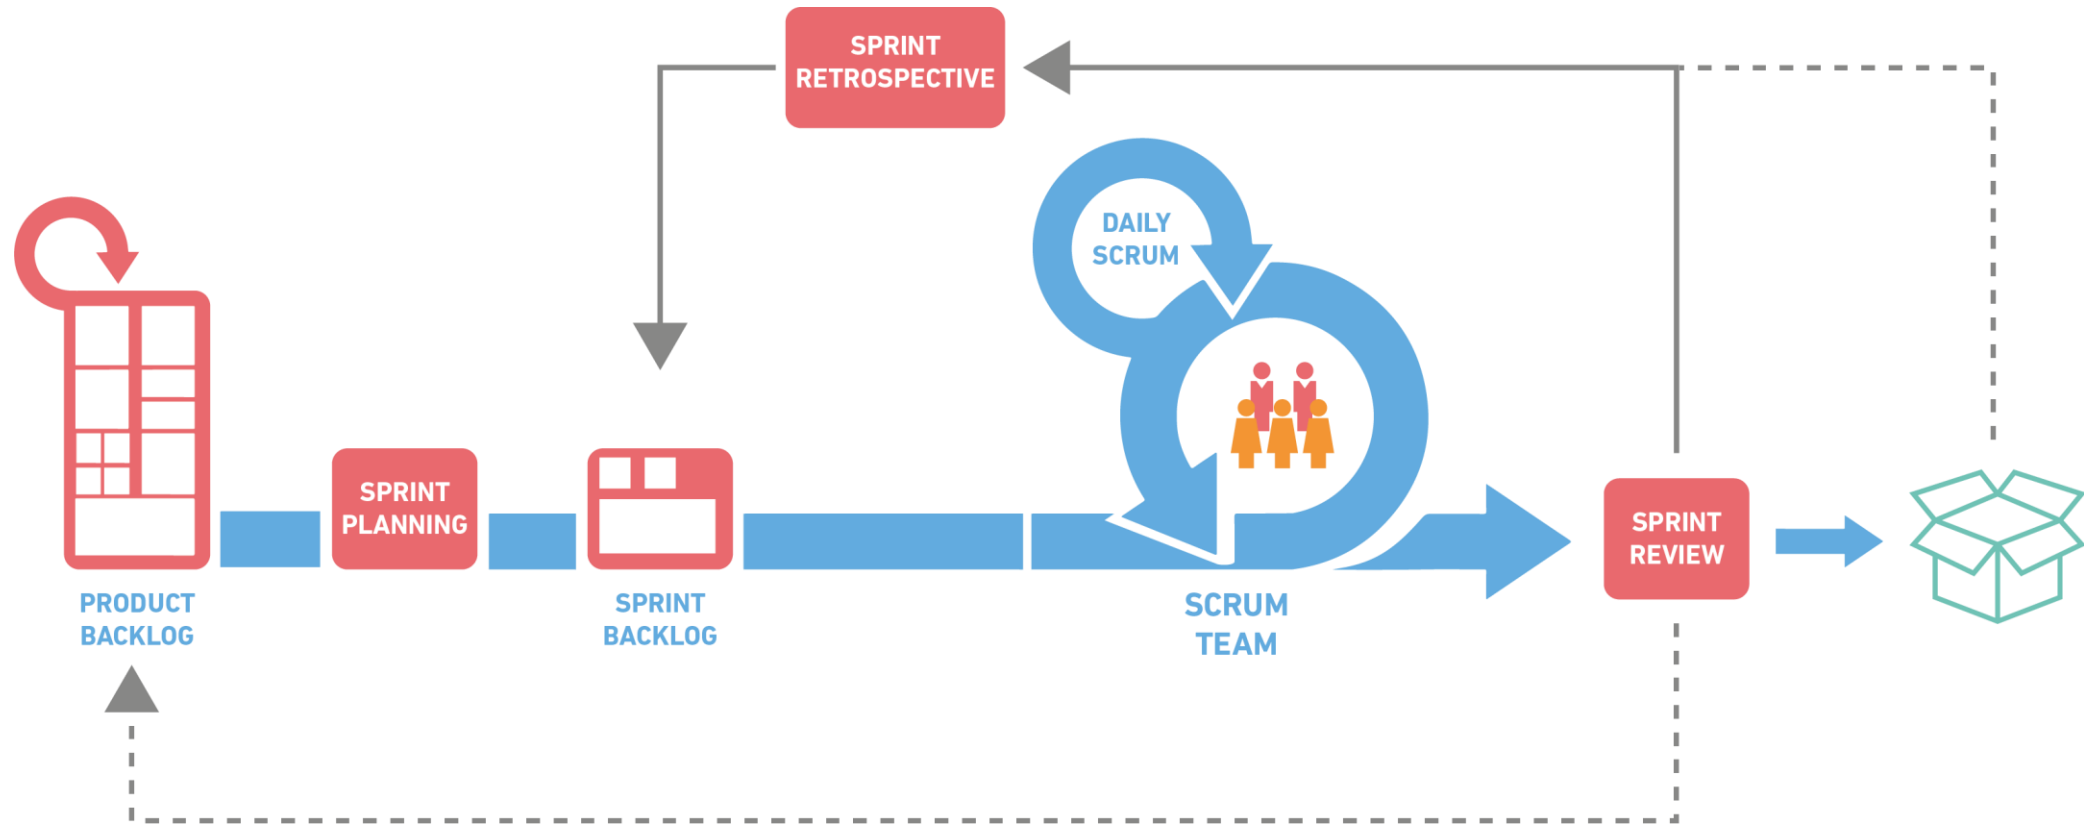 SPRINT
RETROSPECTIVE
DAILY
SCRUM
SPRINT
PLANNING
SPRINT
REVIEW
PRODUCT
BACKLOG
SPRINT
BACKLOG
SCRUM
TEAM